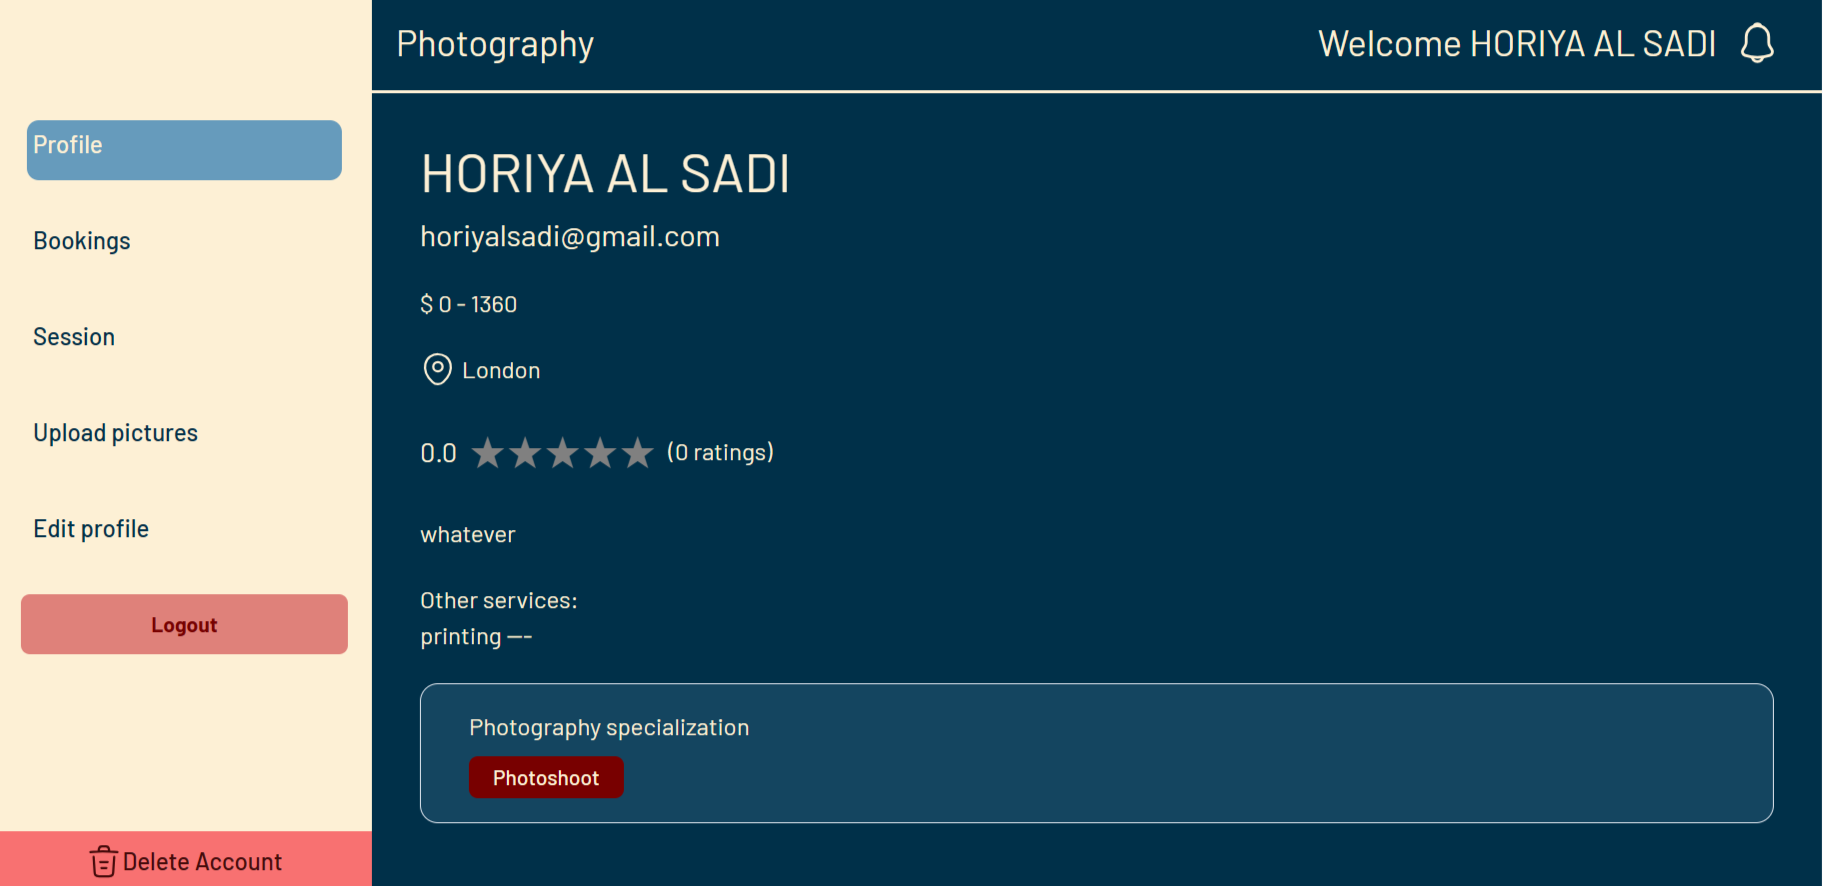 Photography
Welcome HORIYA AL SADI
Profile
Bookings
Session
Upload pictures
Edit profile
Logout
Delete Account
HORIYA AL SADI
horiyalsadi@gmail.com
$ 0 - 1360
London
0.0 ★★★★★ (0 ratings)
whatever
Other services:
printing ---
Photography specialization
Photoshoot